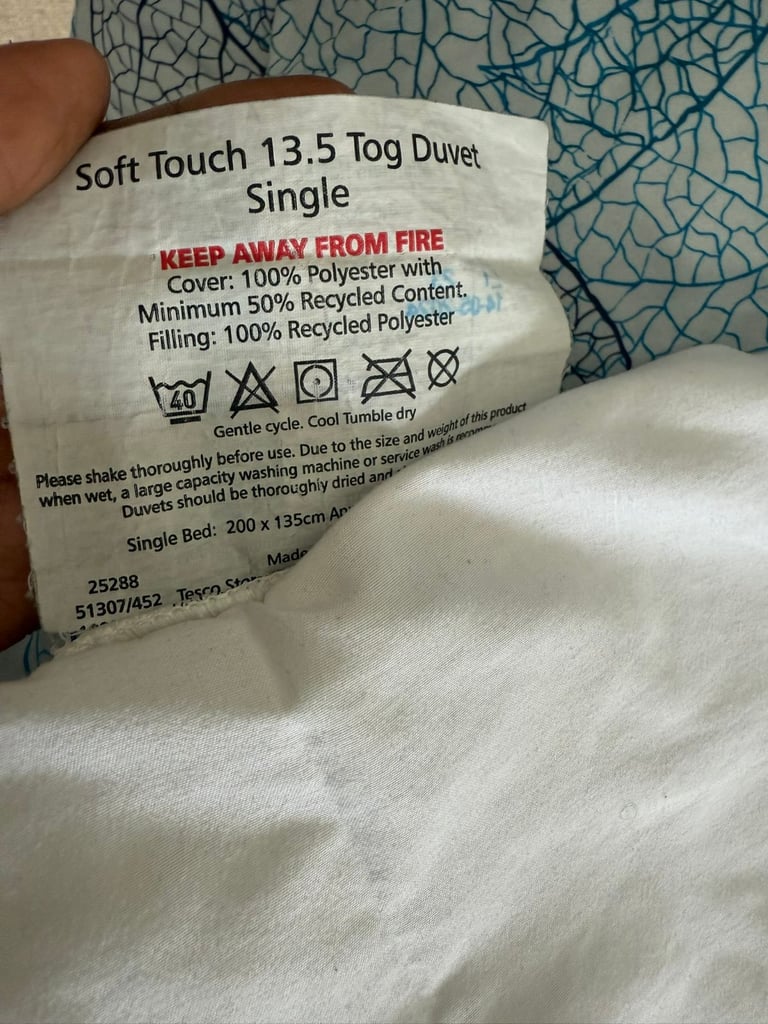 Soft Touch 13.5 Tog Duvet
Single
KEEP AWAY FROM FIRE
Cover: 100% Polyester with
Minimum 50% Recycled Content.
Filling: 100% Recycled Polyester
40
Gentle cycle. Cool Tumble dry
Please shake thoroughly before use. Due to the size and weight of this product
when wet, a large capacity washing machine or service wash is
Duvets should be thoroughly dried and
Single Bed: 200 x 135cm
Made
25288
51307/452 Tesco